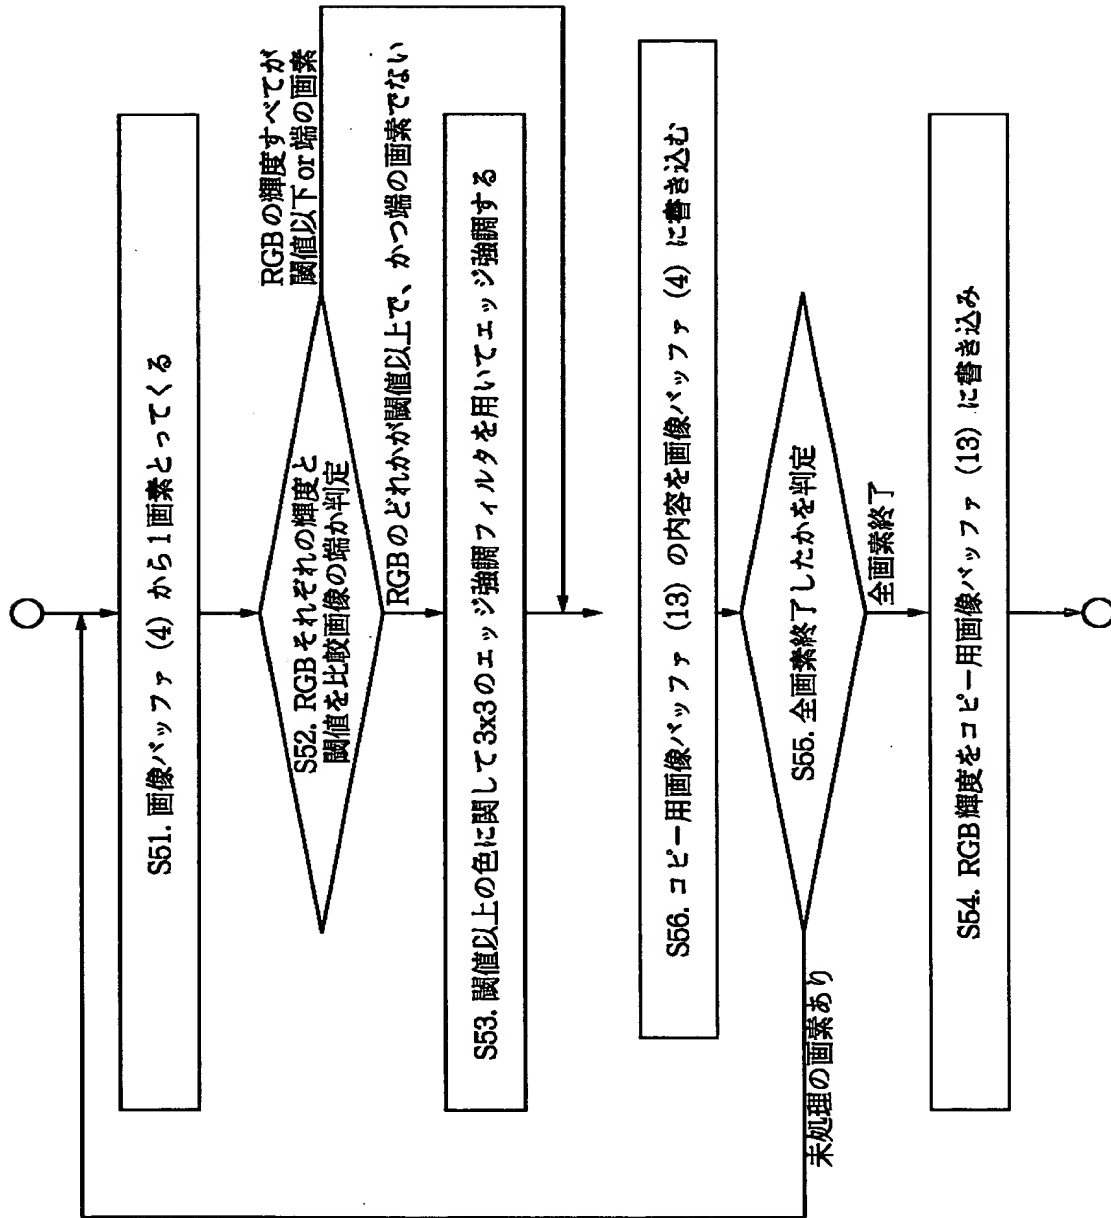 S51. 画像バッファ (4) から1画素とってくる
S52. RGBそれぞれの輝度と
閾値を比較画像の端か判定
RGBの輝度すべてが
閾値以下or端の画素
RGBのどれかが閾値以上で、かつ端の画素でない
S53. 閾値以上の色に関して3x3のエッジ強調フィルタを用いてエッジ強調する
S56. コピー用画像バッファ (13) の内容を画像バッファ (4) に書き込む
S55. 全画素終了したかを判定
未処理の画素あり
全画素終了
S54. RGB輝度をコピー用画像バッファ (13) に書き込み